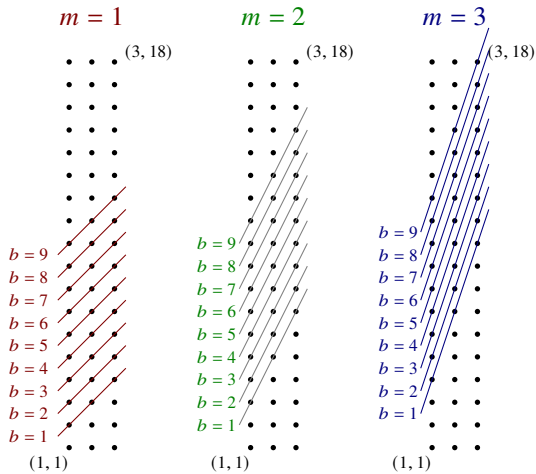 m = 1
(3, 18)
b = 9
b = 8
b = 7
b = 6
b = 5
b = 4
b = 3
b = 2
b = 1
(1, 1)
m = 2
(3, 18)
b = 9
b = 8
b = 7
b = 6
b = 5
b = 4
b = 3
b = 2
b = 1
(1, 1)
m = 3
(3, 18)
b = 9
b = 8
b = 7
b = 6
b = 5
b = 4
b = 3
b = 2
b = 1
(1, 1)